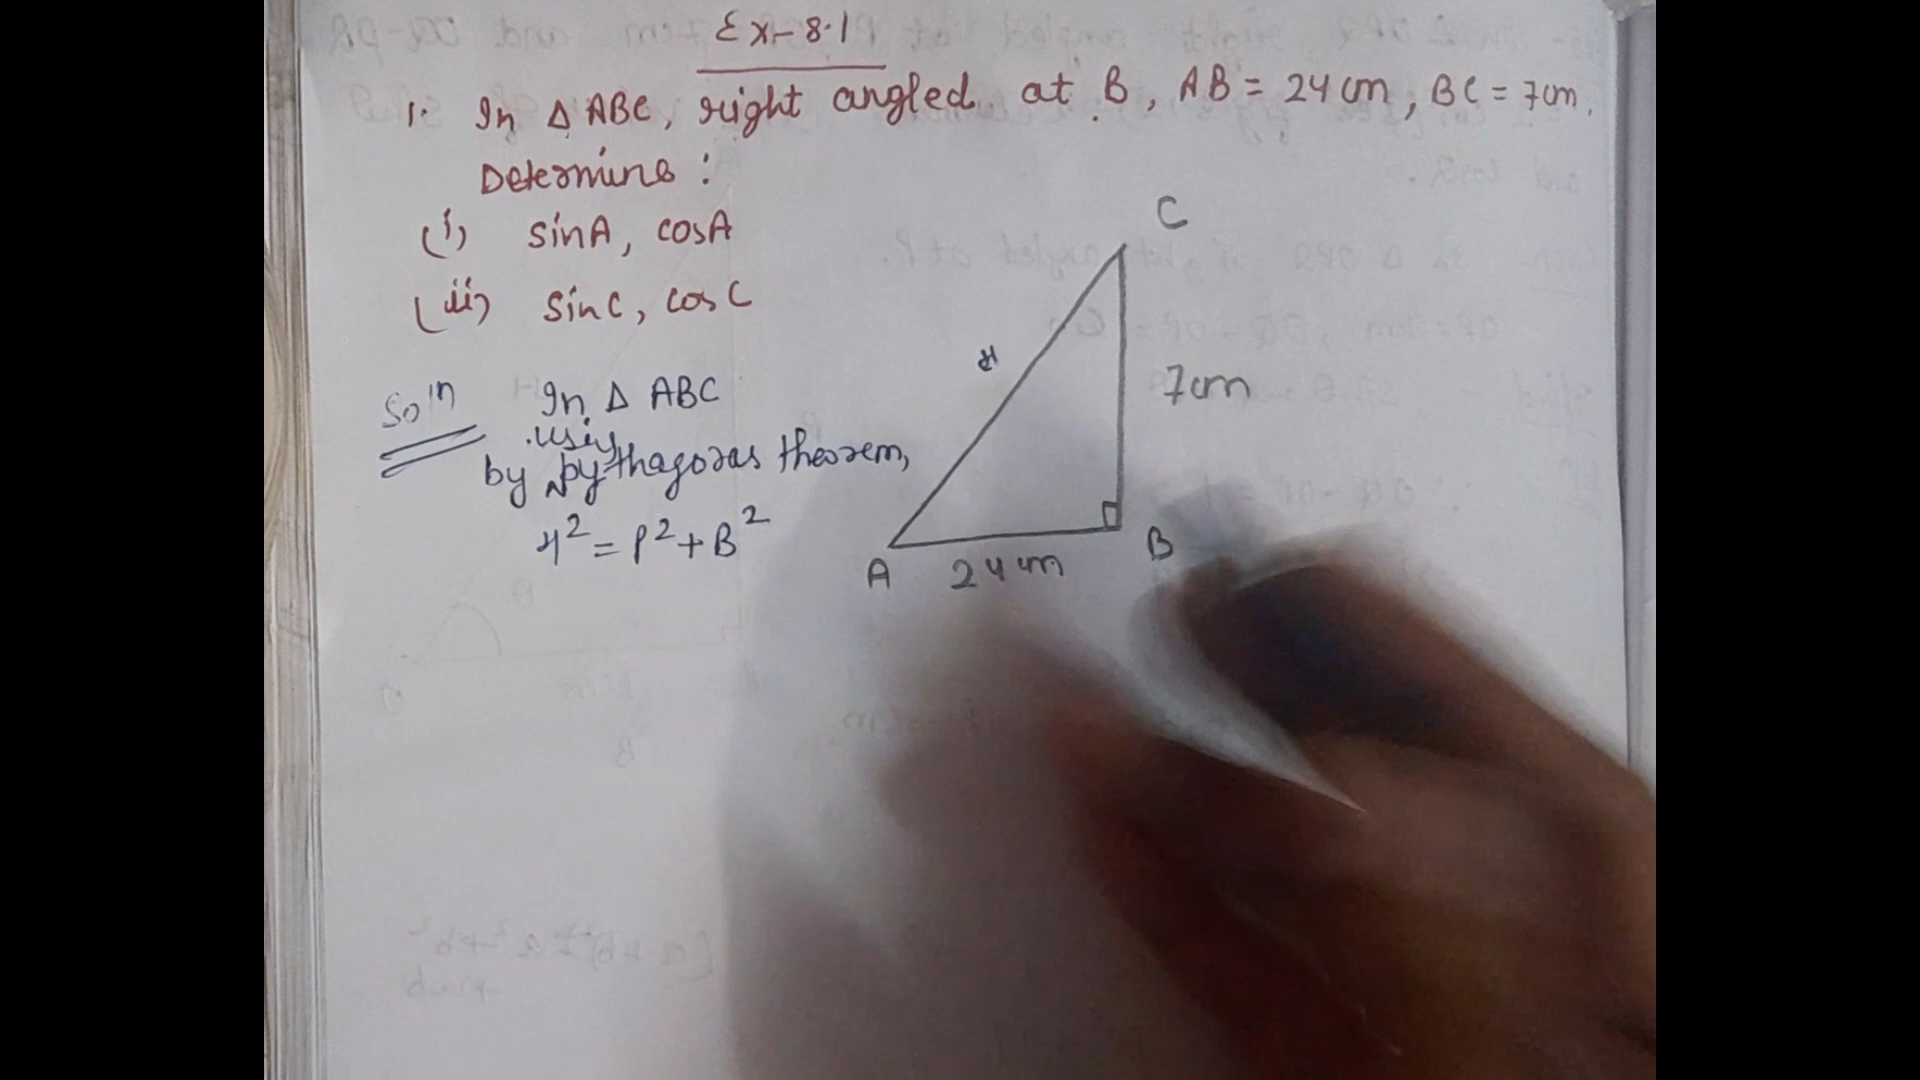 Ex-8.1
1. In Δ ABC, right angled at B, AB = 24 cm, BC = 7cm.
Determine :
(i) sinA, cosA
(ii) sinC, cosC
Sol'n In Δ ABC
by using pythagoras theorem,
H² = P² + B²
C
H
7cm
A
24 cm
B